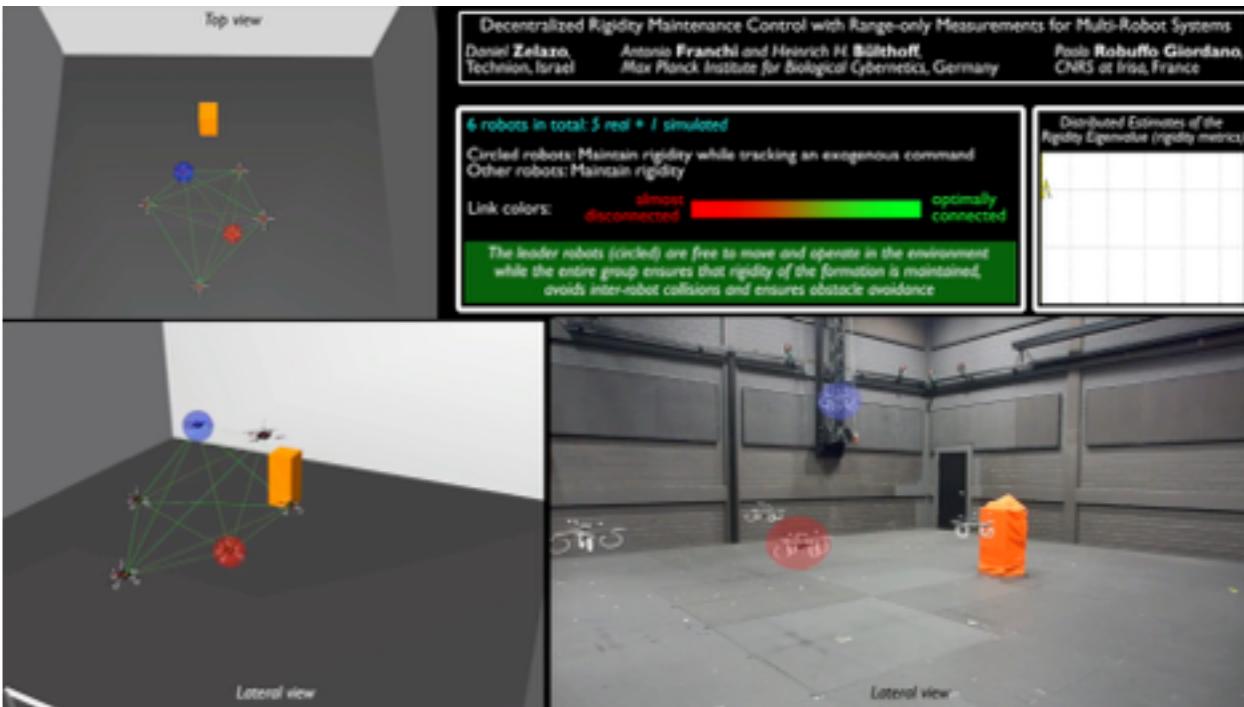 Top view
Decentralized Rigidity Maintenance Control with Range-only Measurements for Multi-Robot Systems
Daniel Zelazo,
Technion, Israel
Antonio Franchi and Heinrich H. Bülthoff,
Max Planck Institute for Biological Cybernetics, Germany
Paolo Robuffo Giordano,
CNRS at Irisa, France
6 robots in total: 5 real + 1 simulated
Circled robots: Maintain rigidity while tracking an exogenous command
Other robots: Maintain rigidity
Link colors:
almost
disconnected
optimally
connected
The leader robots (circled) are free to move and operate in the environment
while the entire group ensures that rigidity of the formation is maintained,
avoids inter-robot collisions and ensures obstacle avoidance
Distributed Estimates of the
Rigidity Eigenvalue (rigidity metrics)
Lateral view
Lateral view